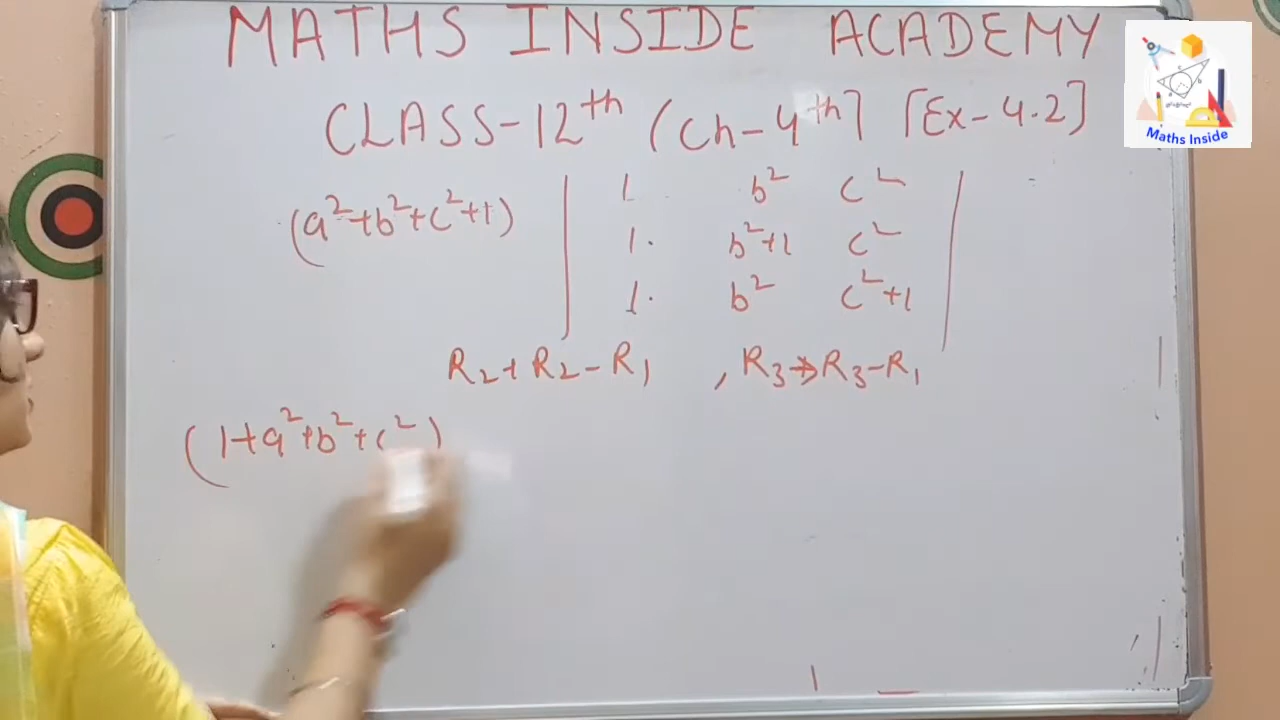 MATHS INSIDE ACADEMY
CLASS-12th (Ch-4th] [Ex-4.2]
Maths Inside
(a²+b²+c²+1) | 1 b² c² |
| 1. b²+1 c² |
| 1. b² c²+1 |
R₂+R₂-R₁ , R₃→R₃-R₁
(1+a²+b²+c²)